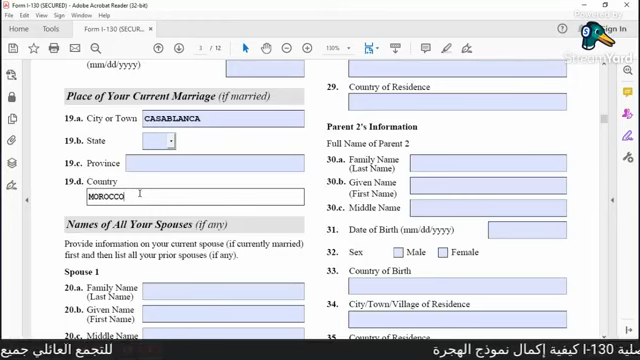 Form I-130 (SECURED) - Adobe Acrobat Reader (32-bit)
File Edit View Sign Window Help
Home Tools Form I-130 (SECUR... ×
3 / 12 130%
Powered by
StreamYard
(mm/dd/yyyy)
Place of Your Current Marriage (if married)
19.a. City or Town CASABLANCA
19.b. State
19.c. Province
19.d. Country
MOROCCO
Names of All Your Spouses (if any)
Provide information on your current spouse (if currently married)
first and then list all your prior spouses (if any).
Spouse 1
20.a. Family Name
(Last Name)
20.b. Given Name
(First Name)
20.c. Middle Name
29. Country of Residence
Parent 2's Information
Full Name of Parent 2
30.a. Family Name
(Last Name)
30.b. Given Name
(First Name)
30.c. Middle Name
31. Date of Birth (mm/dd/yyyy)
32. Sex Male Female
33. Country of Birth
34. City/Town/Village of Residence
35. Country of Residence
صلية I-130 كيفية إكمال نموذج الهجرة
للتجمع العائلي جميع